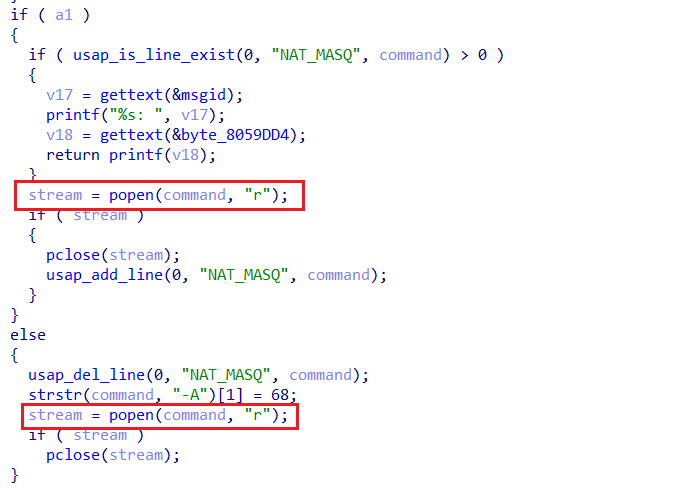 if ( a1 )
{
if ( usap_is_line_exist(0, "NAT_MASQ", command) > 0 )
{
v17 = gettext(&msgid);
printf("%s: ", v17);
v18 = gettext(&byte_8059DD4);
return printf(v18);
}
stream = popen(command, "r");
if ( stream )
{
pclose(stream);
usap_add_line(0, "NAT_MASQ", command);
}
}
else
{
usap_del_line(0, "NAT_MASQ", command);
strstr(command, "-A")[1] = 68;
stream = popen(command, "r");
if ( stream )
pclose(stream);
}